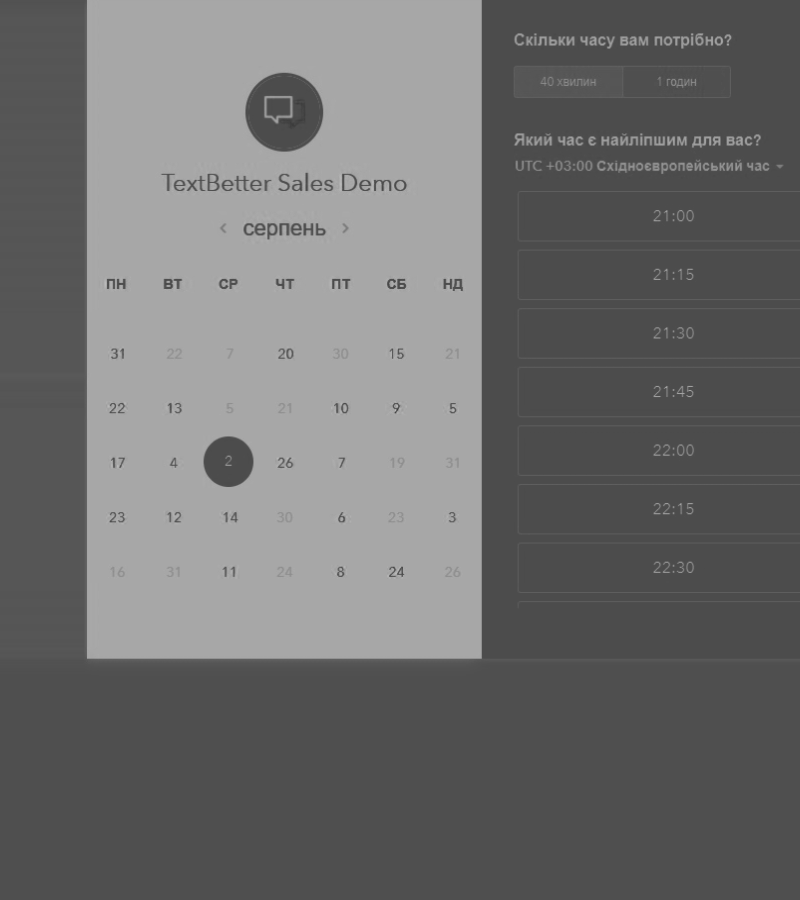 TextBetter Sales Demo
серпень
ПН ВТ СР ЧТ ПТ СБ НД
31 22 7 20 30 15 21
22 13 5 21 10 9 5
17 4 2 26 7 19 31
23 12 14 30 6 23 3
16 31 11 24 8 24 26
Скільки часу вам потрібно?
40 хвилин 1 годин
Який час є найліпшим для вас?
UTC +03:00 Східноєвропейський час
21:00
21:15
21:30
21:45
22:00
22:15
22:30